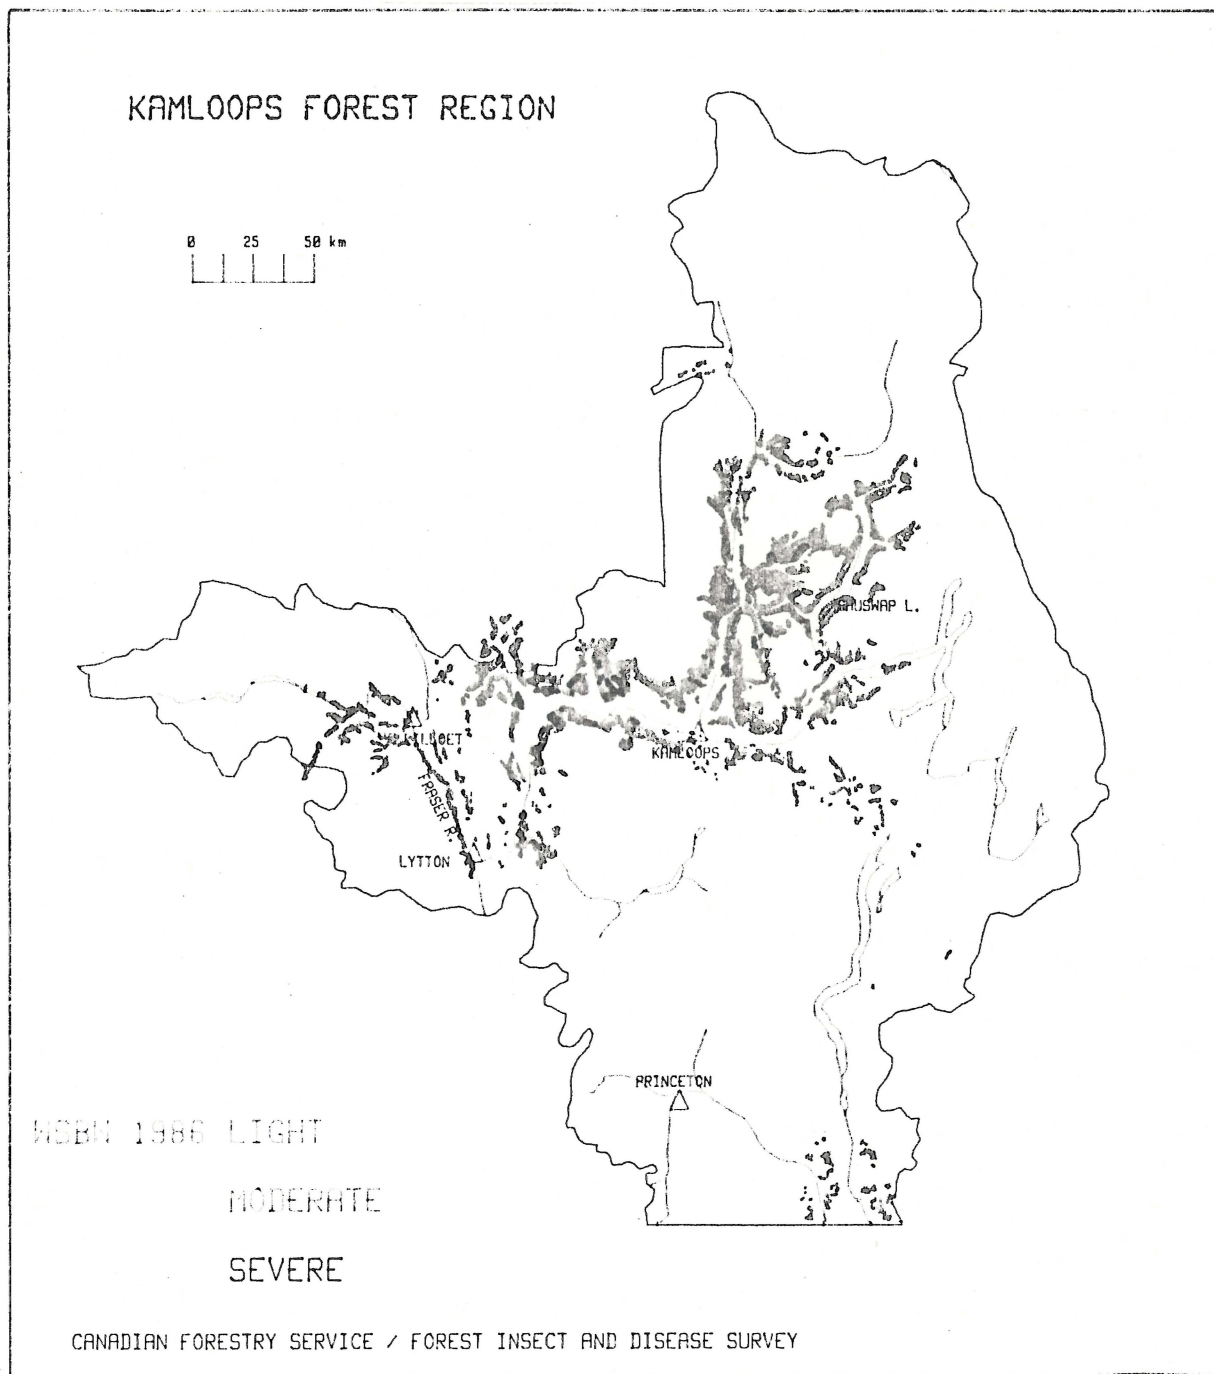 KAMLOOPS FOREST REGION
0 25 50 km
SHUSWAP L.
LILLOOET
KAMLOOPS
FRASER R.
LYTTON
PRINCETON
WSBW 1986 LIGHT
MODERATE
SEVERE
CANADIAN FORESTRY SERVICE / FOREST INSECT AND DISEASE SURVEY